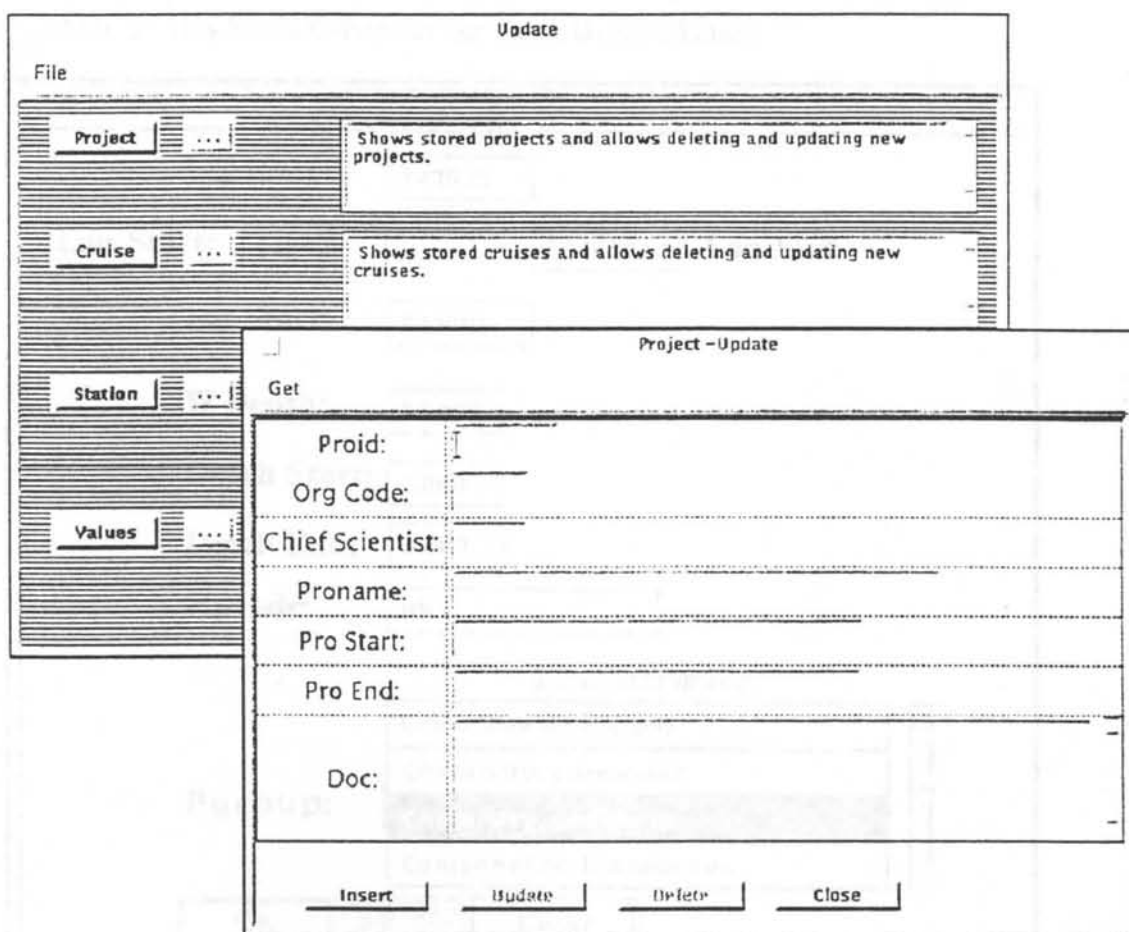 Update
File
Project ...
Shows stored projects and allows deleting and updating new
projects.
Cruise ...
Shows stored cruises and allows deleting and updating new
cruises.
Station ...
Values ...
Project-Update
Get
Proid:
Org Code:
Chief Scientist:
Proname:
Pro Start:
Pro End:
Doc:
Insert Update Delete Close